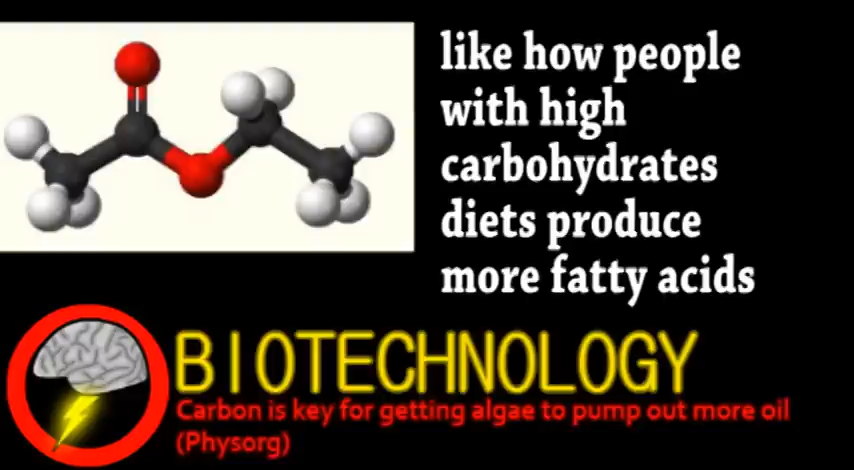 like how people
with high
carbohydrates
diets produce
more fatty acids
BIOTECHNOLOGY
Carbon is key for getting algae to pump out more oil
(Physorg)